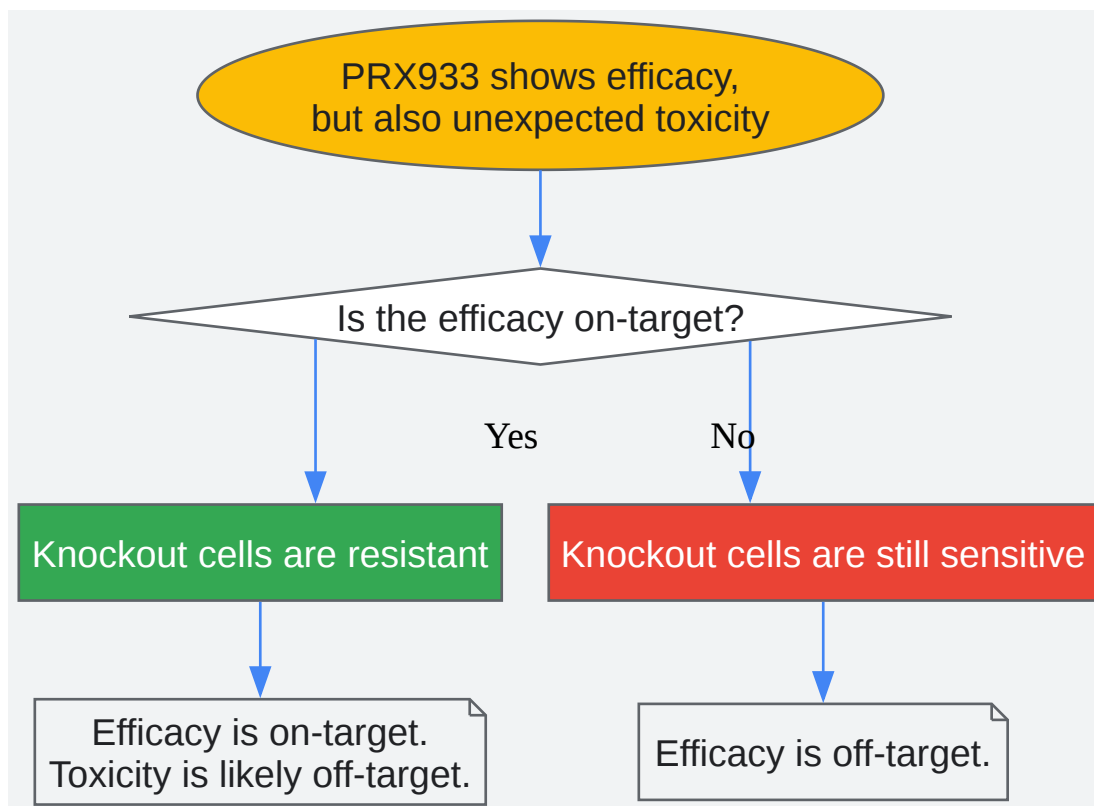 PRX933 shows efficacy,
but also unexpected toxicity
Is the efficacy on-target?
Yes
No
Knockout cells are resistant
Knockout cells are still sensitive
Efficacy is on-target.
Toxicity is likely off-target.
Efficacy is off-target.